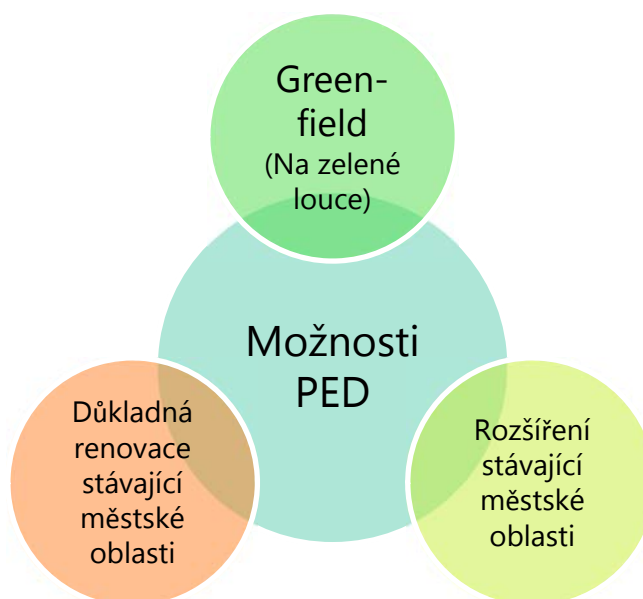 Green-
field
(Na zelené
louce)
Možnosti
PED
Důkladná
renovace
stávající
městské
oblasti
Rozšíření
stávající
městské
oblasti